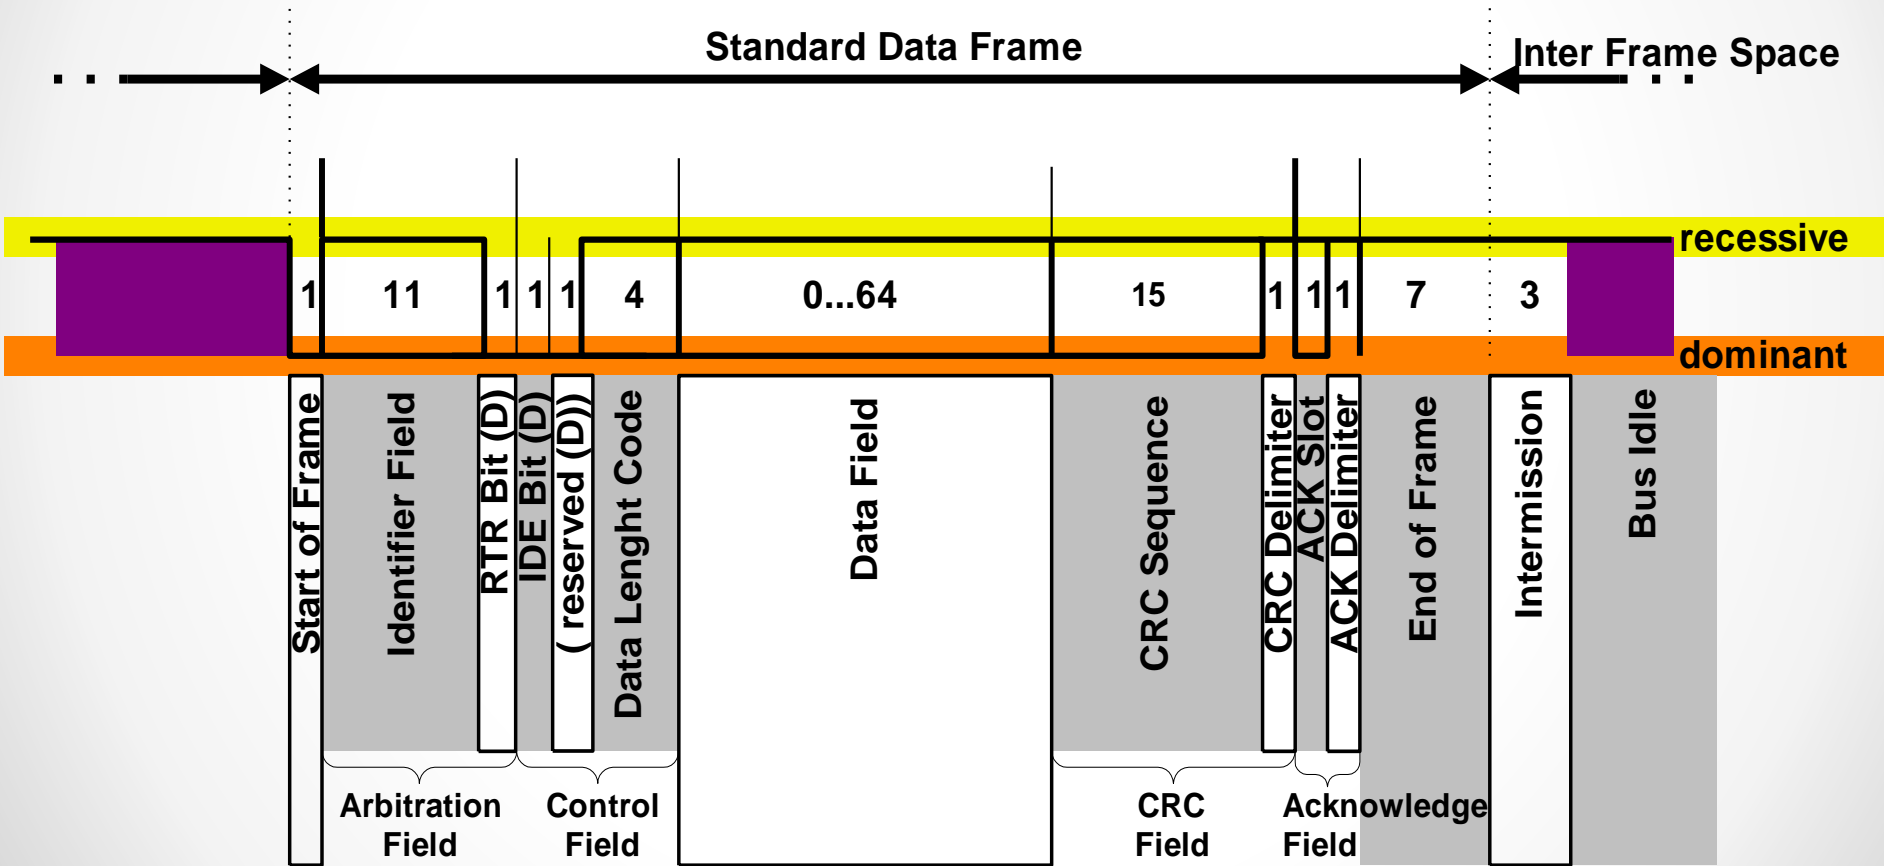 Standard Data Frame
Inter Frame Space
recessive
1 11 1 1 1 4 0...64 15 1 1 1 7 3
dominant
Start of Frame
Identifier Field
RTR Bit (D)
IDE Bit (D)
( reserved (D))
Data Lenght Code
Data Field
CRC Sequence
CRC Delimiter
ACK Slot
ACK Delimiter
End of Frame
Intermission
Bus Idle
Arbitration
Field
Control
Field
CRC
Field
Acknowledge
Field